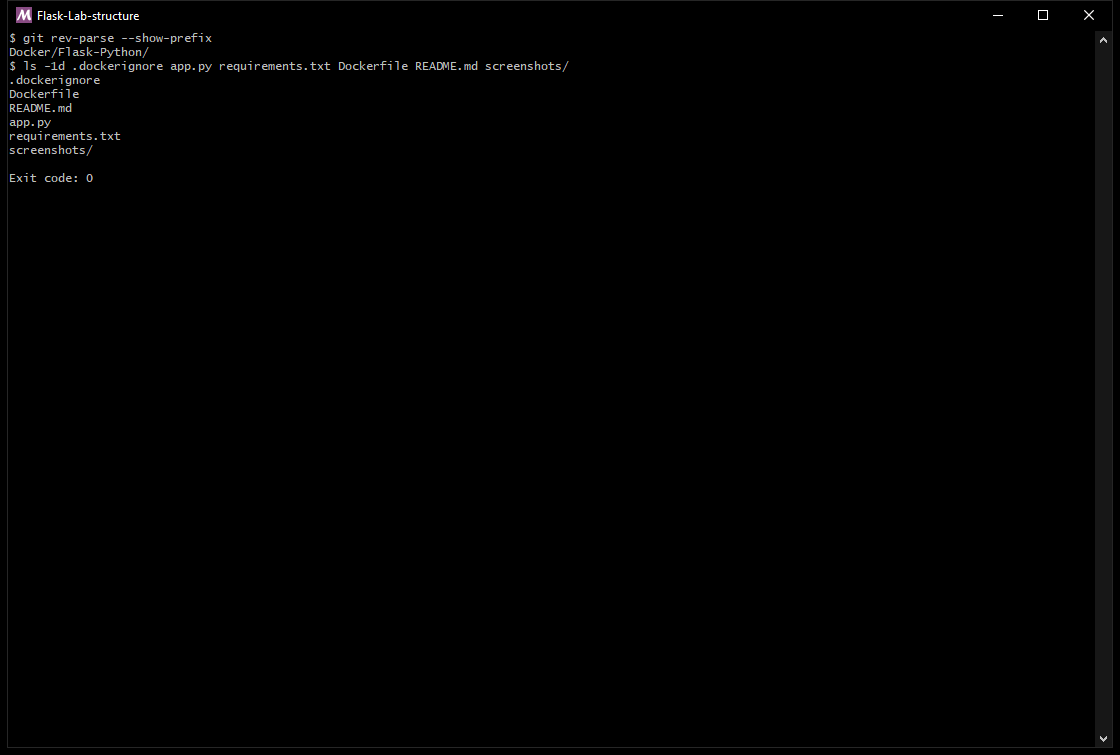 Flask-Lab-structure
$ git rev-parse --show-prefix
Docker/Flask-Python/
$ ls -1d .dockerignore app.py requirements.txt Dockerfile README.md screenshots/
.dockerignore
Dockerfile
README.md
app.py
requirements.txt
screenshots/
Exit code: 0